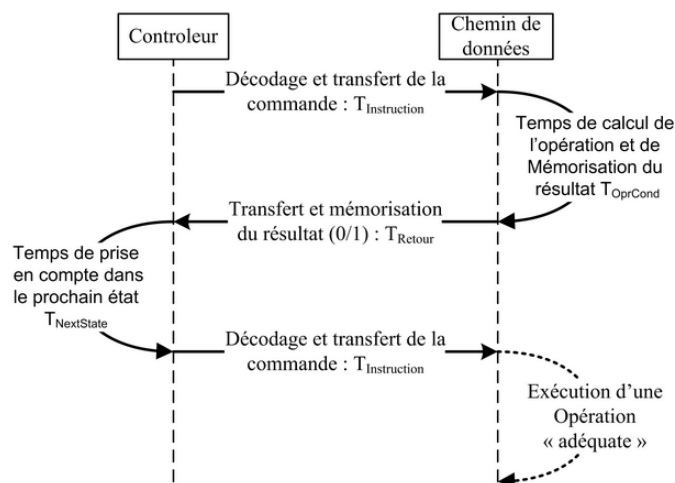 Controleur
Chemin de
données
Décodage et transfert de la
commande : TInstruction
Temps de calcul de
l'opération et de
Mémorisation du
résultat TOprCond
Transfert et mémorisation
du résultat (0/1) : TRetour
Temps de prise
en compte dans
le prochain état
TNextState
Décodage et transfert de la
commande : TInstruction
Exécution d'une
Opération
« adéquate »